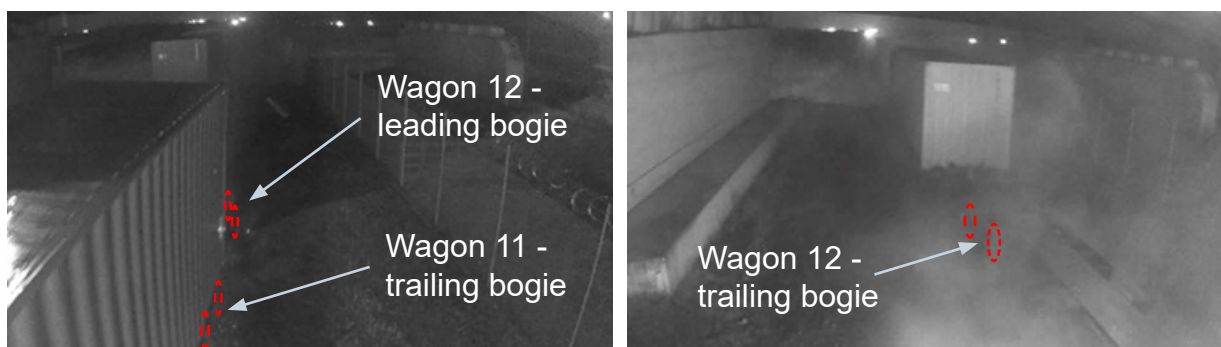 Wagon 12 -
leading bogie
Wagon 11 -
trailing bogie
Wagon 12 -
trailing bogie